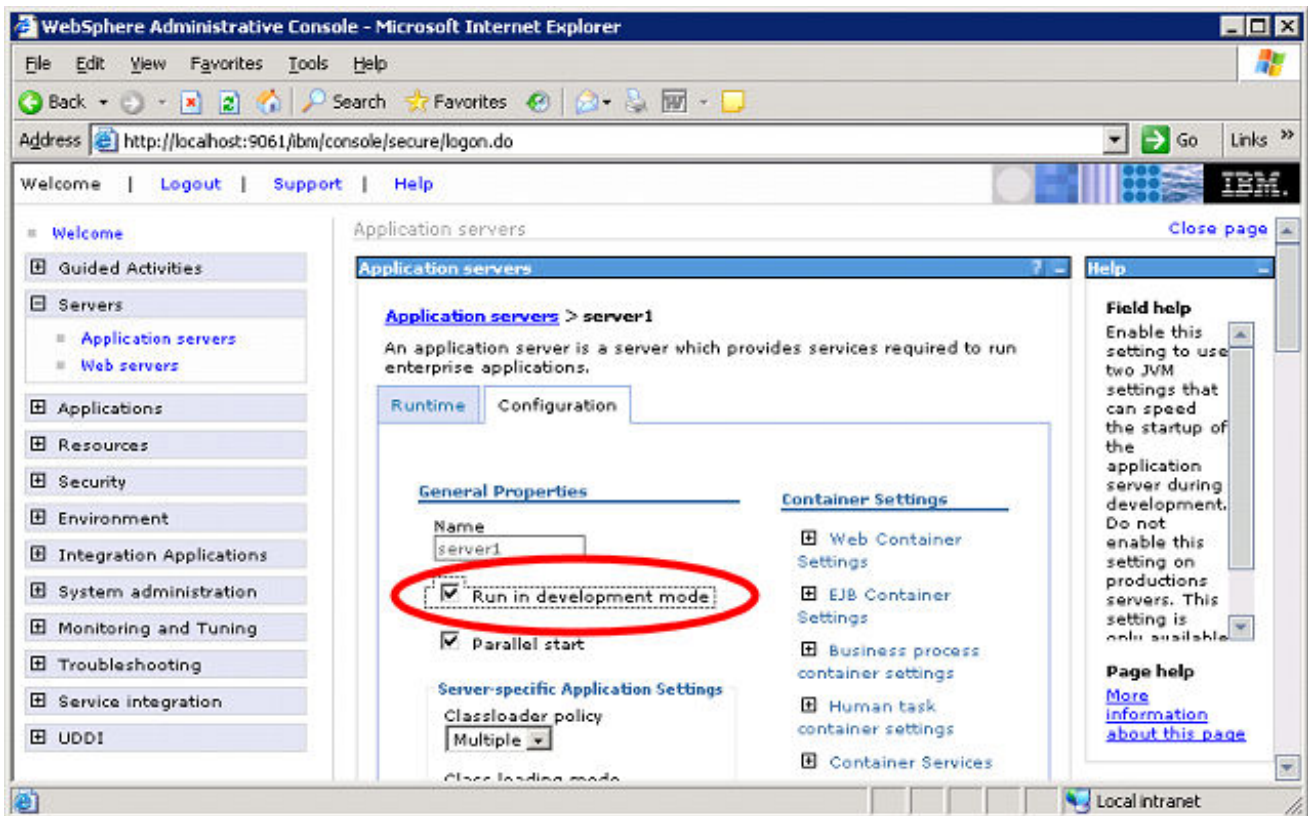 WebSphere Administrative Console - Microsoft Internet Explorer
File Edit View Favorites Tools Help
Back Search Favorites
Address http://localhost:9061/ibm/console/secure/logon.do Go Links »
Welcome | Logout | Support | Help IBM.
Welcome
Guided Activities
Servers
Application servers
Web servers
Applications
Resources
Security
Environment
Integration Applications
System administration
Monitoring and Tuning
Troubleshooting
Service integration
UDDI
Application servers Close page
Application servers ? -
Application servers > server1
An application server is a server which provides services required to run
enterprise applications.
Runtime Configuration
General Properties
Name
server1
Run in development mode
Parallel start
Server-specific Application Settings
Classloader policy
Multiple
Class loading mode
Container Settings
Web Container
Settings
EJB Container
Settings
Business process
container settings
Human task
container settings
Container Services
Help -
Field help
Enable this
setting to use
two JVM
settings that
can speed
the startup of
the
application
server during
development.
Do not
enable this
setting on
productions
servers. This
setting is
only available
Page help
More
information
about this page
Local intranet